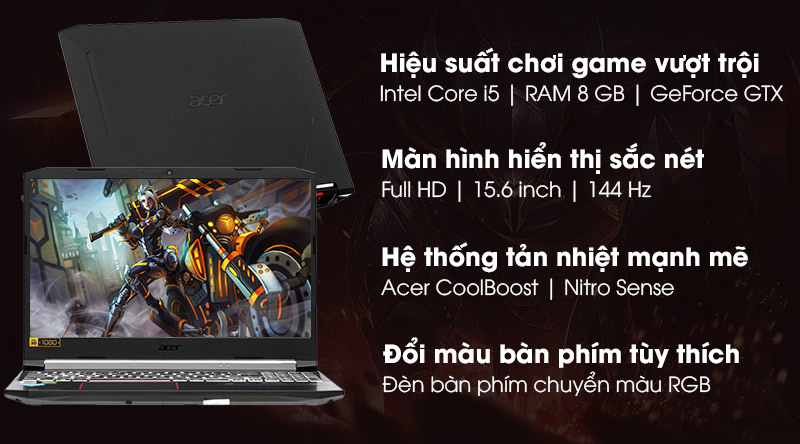 acer
Hiệu suất chơi game vượt trội
Intel Core i5 | RAM 8 GB | GeForce GTX
Màn hình hiển thị sắc nét
Full HD | 15.6 inch | 144 Hz
Hệ thống tản nhiệt mạnh mẽ
Acer CoolBoost | Nitro Sense
Đổi màu bàn phím tùy thích
Đèn bàn phím chuyển màu RGB
1080
acer